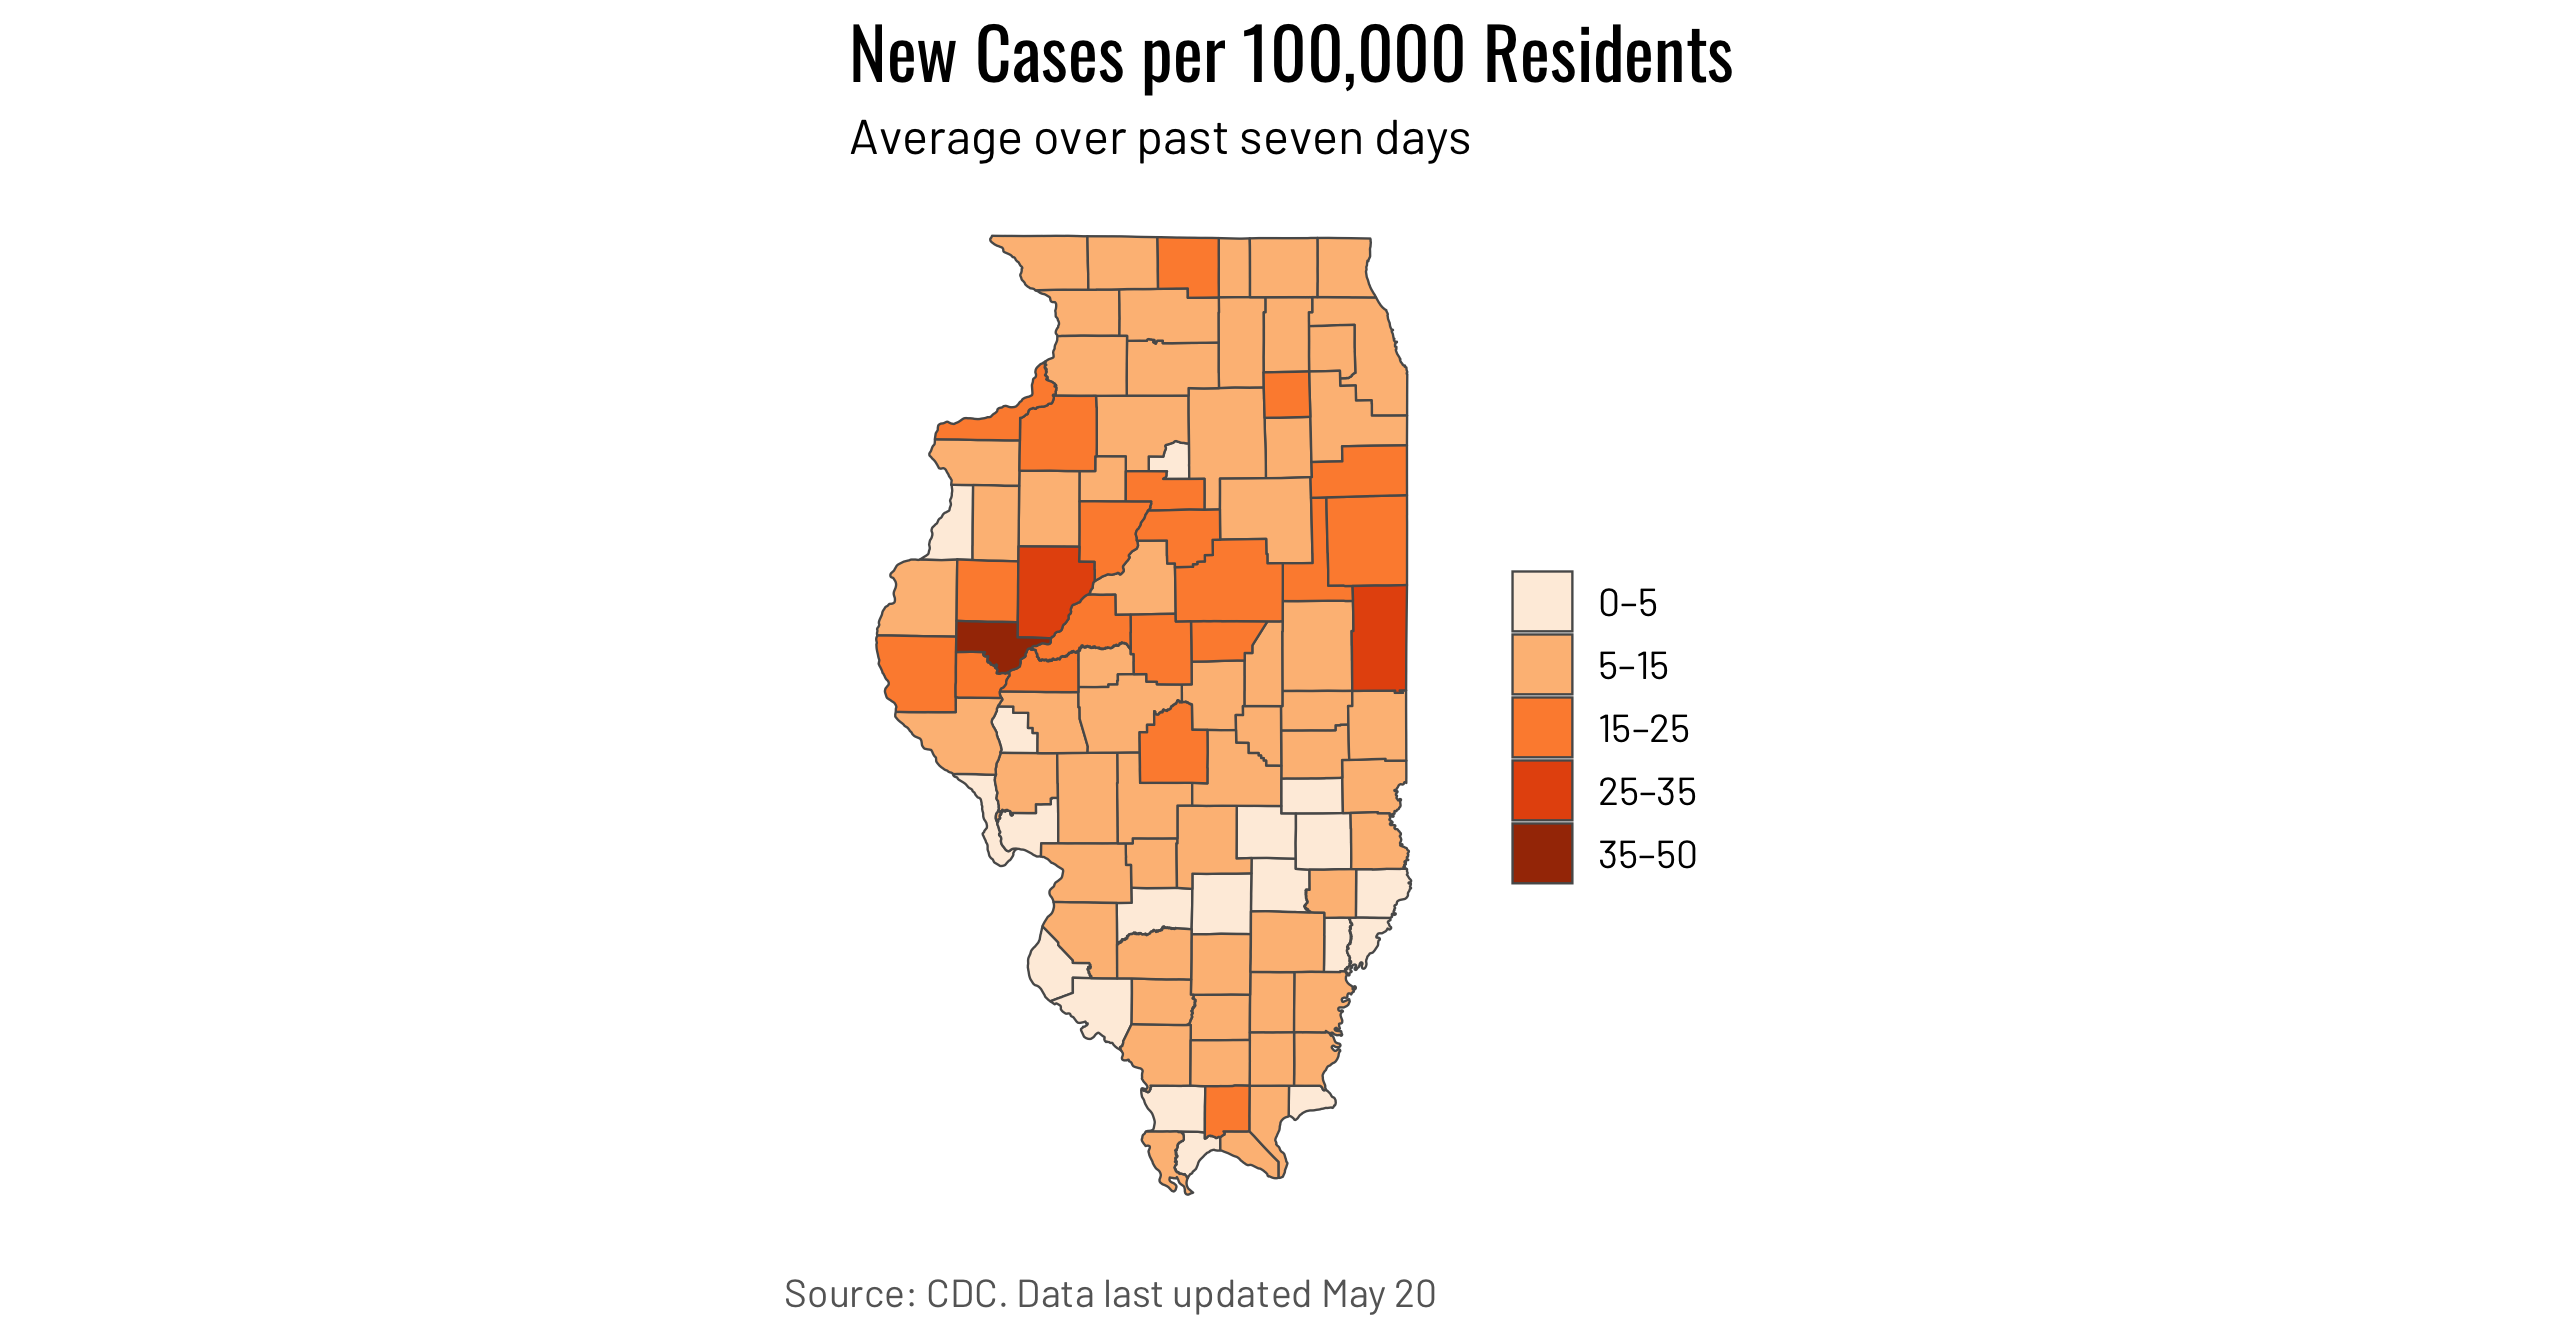 New Cases per 100,000 Residents
Average over past seven days
0–5
5–15
15–25
25–35
35–50
Source: CDC. Data last updated May 20